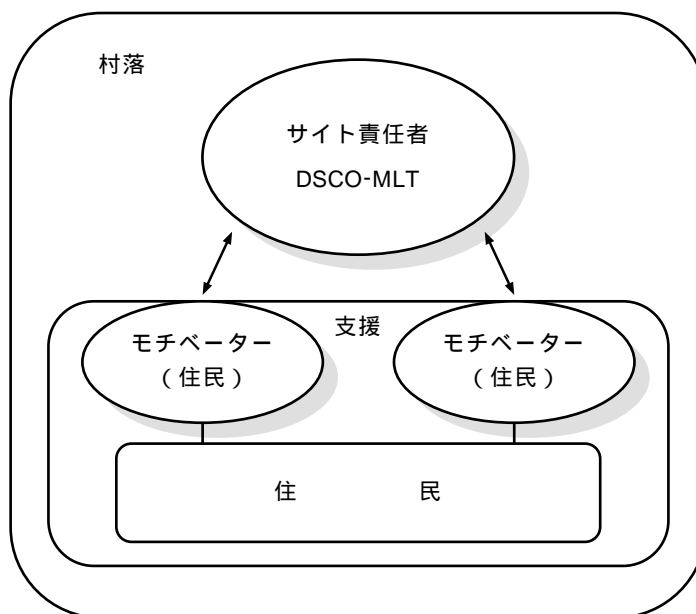 村落
サイト責任者
DSCO-MLT
支援
モチベーター
（住民）
モチベーター
（住民）
住　民